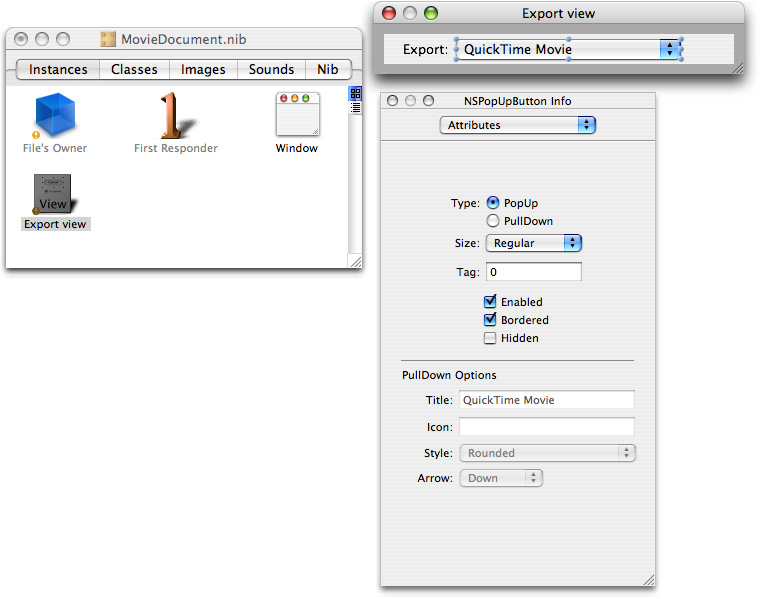 MovieDocument.nib
Instances Classes Images Sounds Nib
File's Owner First Responder Window
View
Export view
Export view
Export: QuickTime Movie
NSPopUpButton Info
Attributes
Type: PopUp
PullDown
Size: Regular
Tag: 0
Enabled
Bordered
Hidden
PullDown Options
Title: QuickTime Movie
Icon:
Style: Rounded
Arrow: Down